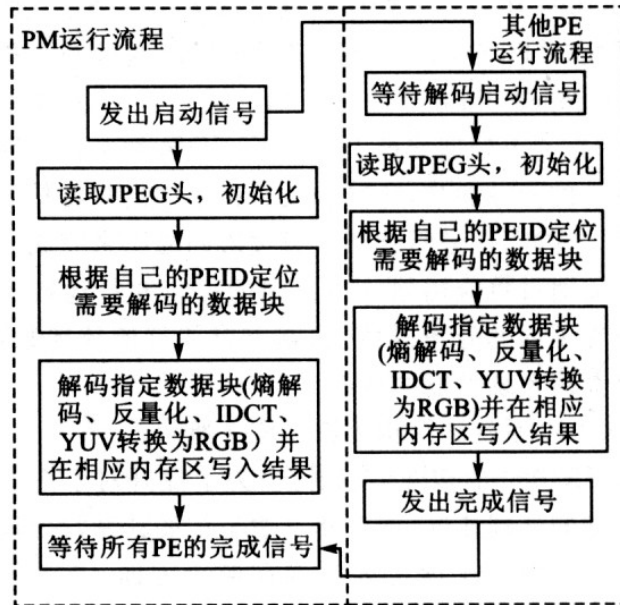 PM运行流程
发出启动信号
读取JPEG头，初始化
根据自己的PEID定位
需要解码的数据块
解码指定数据块(熵解
码、反量化、IDCT、
YUV转换为RGB）并
在相应内存区写入结果
等待所有PE的完成信号
其他PE
运行流程
等待解码启动信号
读取JPEG头，初始化
根据自己的PEID定位
需要解码的数据块
解码指定数据块
(熵解码、反量化、
IDCT、YUV转换
为RGB)并在相应
内存区写入结果
发出完成信号